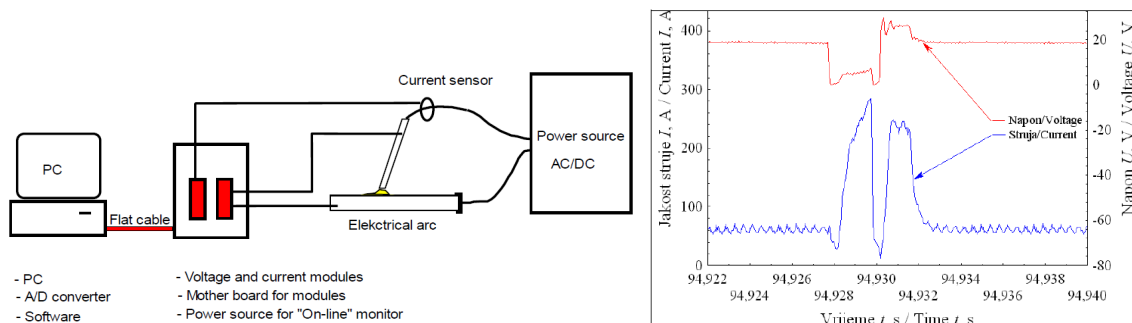 Current sensor
PC
Power source
AC/DC
Flat cable
Elekctrical arc
- PC
- A/D converter
- Software
- Voltage and current modules
- Mother board for modules
- Power source for "On-line" monitor
Jakost struje I, A / Current I, A
400
300
200
100
0
20
0
-20
-40
-60
-80
Napon U, V / Voltage U, V
Napon/Voltage
Struja/Current
94,922 94,926 94,930 94,934 94,938
94,924 94,928 94,932 94,936 94,940
Vrijeme t, s / Time t, s